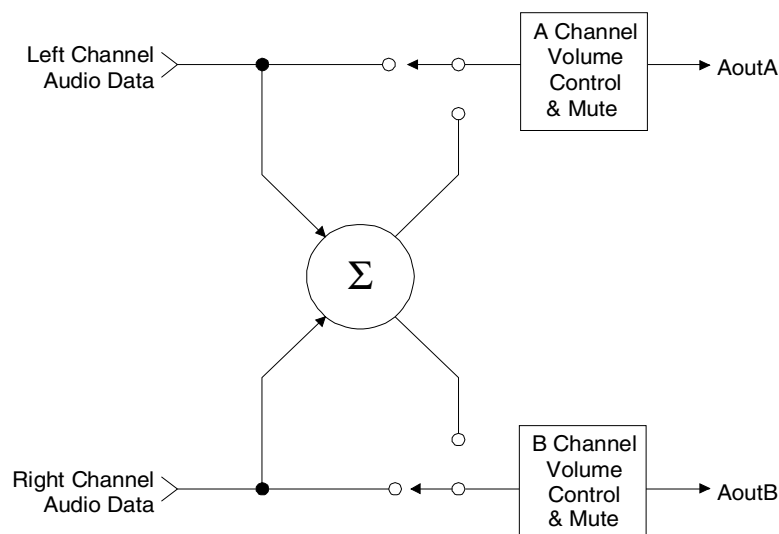 Left Channel
Audio Data
A Channel
Volume
Control
& Mute
AoutA
Σ
Right Channel
Audio Data
B Channel
Volume
Control
& Mute
AoutB